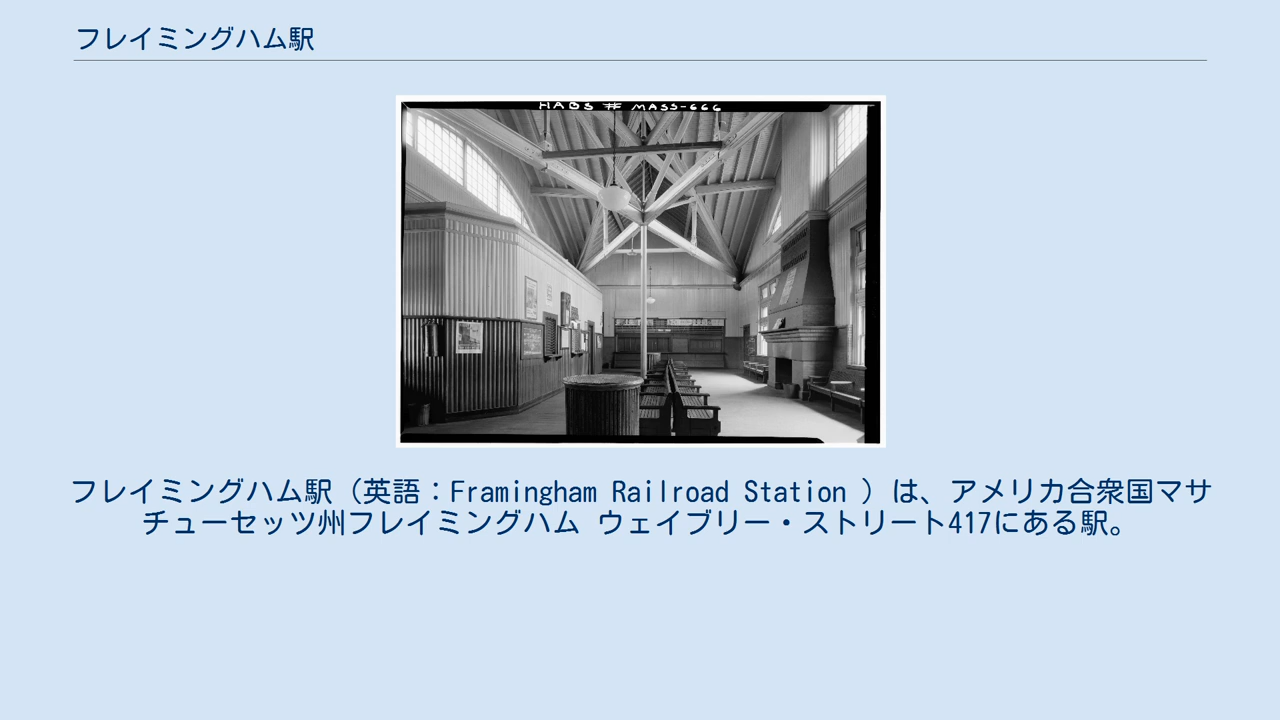 フレイミングハム駅
HABS # MASS-666
フレイミングハム駅（英語：Framingham Railroad Station ）は、アメリカ合衆国マサ
チューセッツ州フレイミングハム ウェイブリー・ストリート417にある駅。